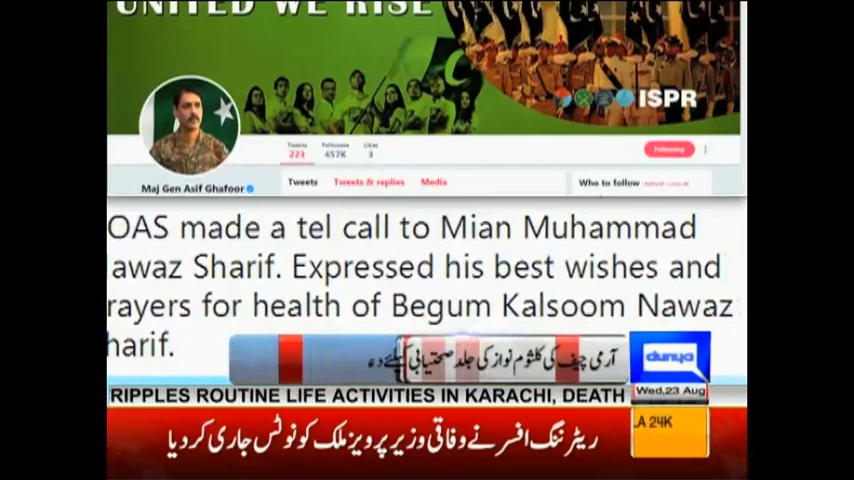 UNITED WE RISE
ISPR
Tweets Followers Likes
223 457K 3
Following
Maj Gen Asif Ghafoor
Tweets Tweets & replies Media
Who to follow
OAS made a tel call to Mian Muhammad
awaz Sharif. Expressed his best wishes and
rayers for health of Begum Kalsoom Nawaz
harif.
آرمی چیف کی کلثوم نواز کی جلد صحتیابی کیلئے دء
dunya
RIPPLES ROUTINE LIFE ACTIVITIES IN KARACHI, DEATH
Wed,23 Aug
LA 24K
ریٹرننگ افسر نے وفاقی وزیر پرویز ملک کو نوٹس جاری کر دیا